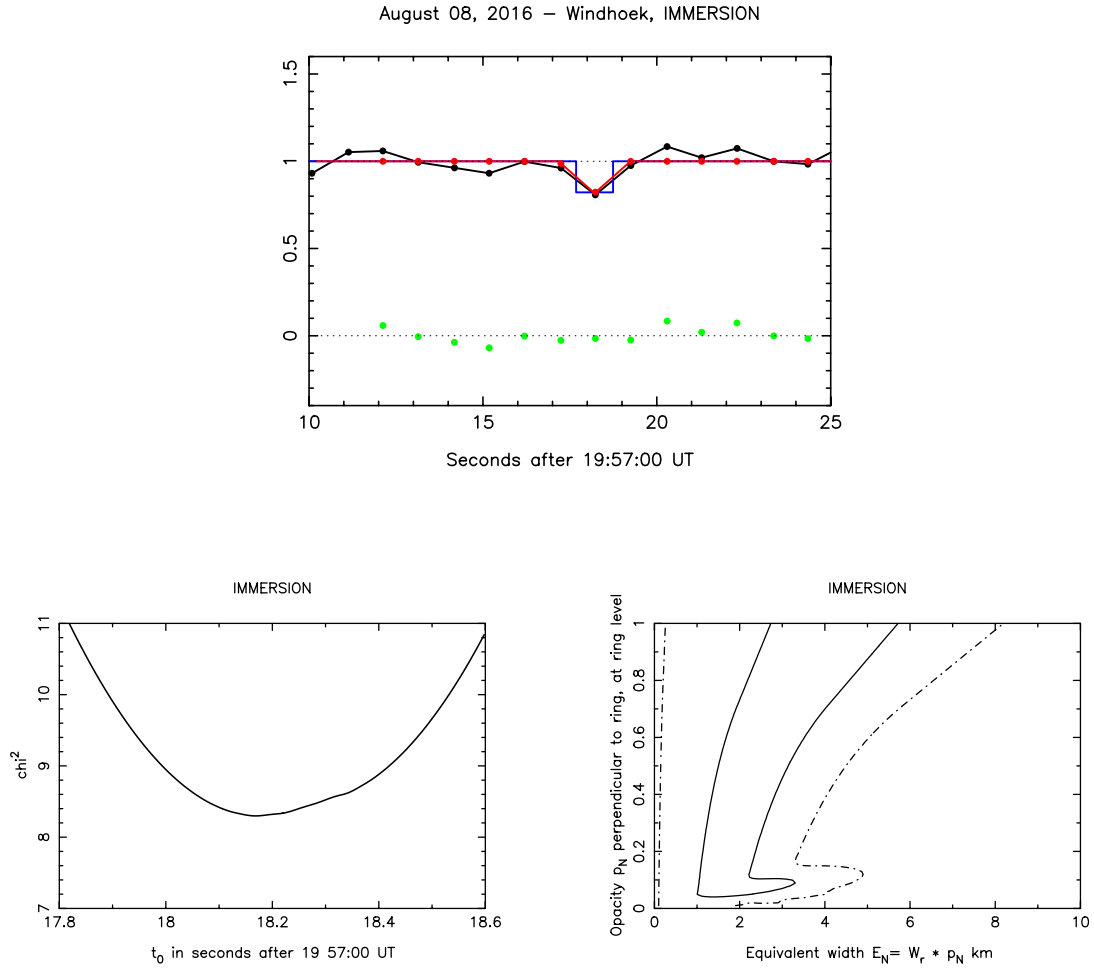 August 08, 2016 – Windhoek, IMMERSION
1.5
1
0.5
0
10 15 20 25
Seconds after 19:57:00 UT
IMMERSION
chi²
11
10
9
8
7
17.8 18 18.2 18.4 18.6
t₀ in seconds after 19 57:00 UT
IMMERSION
Opacity p_N perpendicular to ring, at ring level
1
0.8
0.6
0.4
0.2
0
0 2 4 6 8 10
Equivalent width E_N= W_r * p_N km